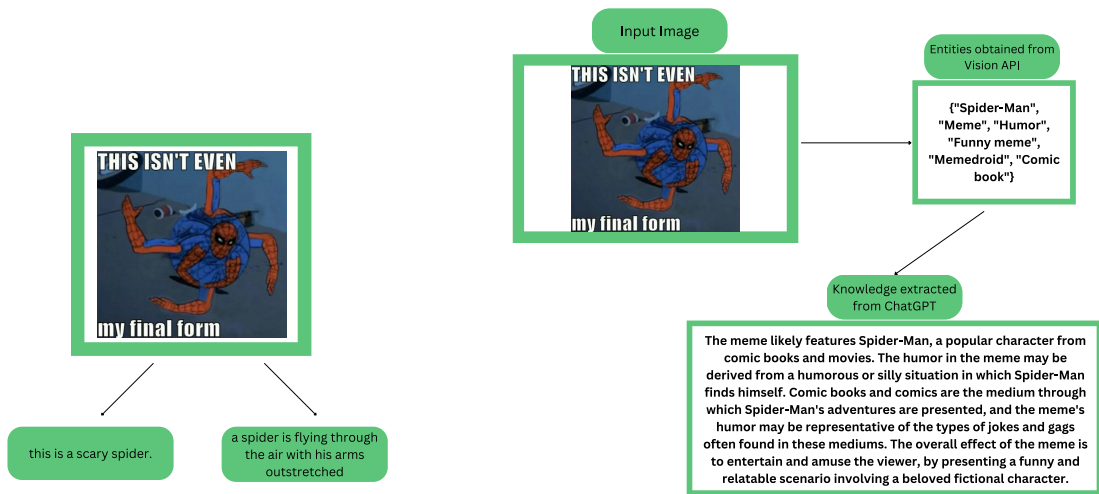 THIS ISN'T EVEN
my final form
this is a scary spider.
a spider is flying through
the air with his arms
outstretched
Input Image
THIS ISN'T EVEN
my final form
Entities obtained from
Vision API
{"Spider-Man",
"Meme", "Humor",
"Funny meme",
"Memedroid", "Comic
book"}
Knowledge extracted
from ChatGPT
The meme likely features Spider-Man, a popular character from
comic books and movies. The humor in the meme may be
derived from a humorous or silly situation in which Spider-Man
finds himself. Comic books and comics are the medium through
which Spider-Man's adventures are presented, and the meme's
humor may be representative of the types of jokes and gags
often found in these mediums. The overall effect of the meme is
to entertain and amuse the viewer, by presenting a funny and
relatable scenario involving a beloved fictional character.